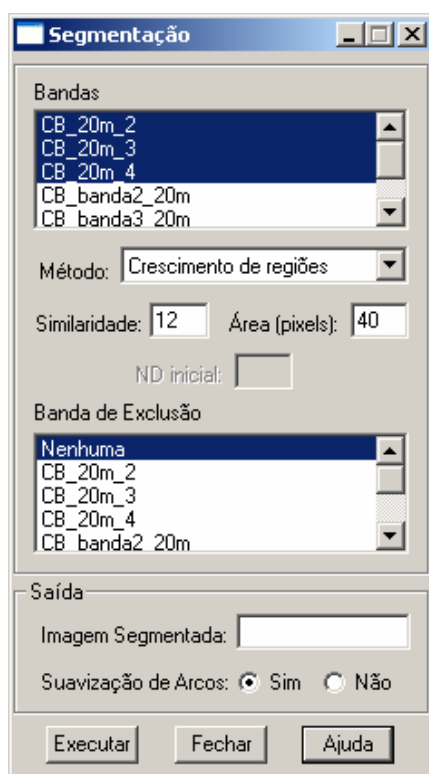 Segmentação
Bandas
CB_20m_2
CB_20m_3
CB_20m_4
CB_banda2_20m
CB_banda3_20m
Método: Crescimento de regiões
Similaridade: 12 Área (pixels): 40
ND inicial:
Banda de Exclusão
Nenhuma
CB_20m_2
CB_20m_3
CB_20m_4
CB_banda2_20m
Saída
Imagem Segmentada:
Suavização de Arcos: Sim Não
Executar Fechar Ajuda